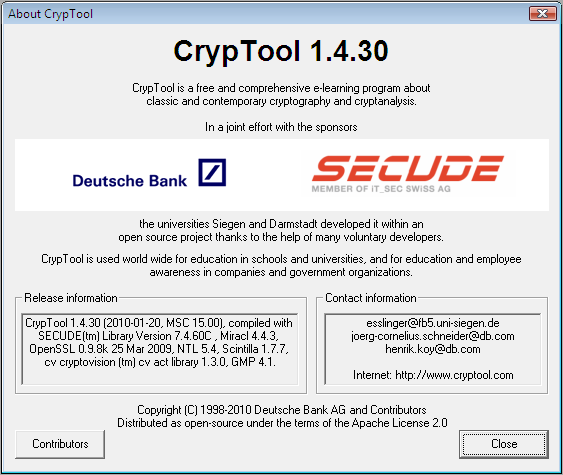 About CrypTool
CrypTool 1.4.30
CrypTool is a free and comprehensive e-learning program about
classic and contemporary cryptography and cryptanalysis.
In a joint effort with the sponsors
Deutsche Bank
SECUDE
MEMBER OF iT_SEC SWiSS AG
the universities Siegen and Darmstadt developed it within an
open source project thanks to the help of many voluntary developers.
CrypTool is used world wide for education in schools and universities, and for education and employee
awareness in companies and government organizations.
Release information
CrypTool 1.4.30 (2010-01-20, MSC 15.00), compiled with
SECUDE(tm) Library Version 7.4.60C , Miracl 4.4.3,
OpenSSL 0.9.8k 25 Mar 2009, NTL 5.4, Scintilla 1.7.7,
cv cryptovision (tm) cv act library 1.3.0, GMP 4.1.
Contact information
esslinger@fb5.uni-siegen.de
joerg-cornelius.schneider@db.com
henrik.koy@db.com
Internet: http://www.cryptool.com
Copyright (C) 1998-2010 Deutsche Bank AG and Contributors
Distributed as open-source under the terms of the Apache License 2.0
Contributors
Close